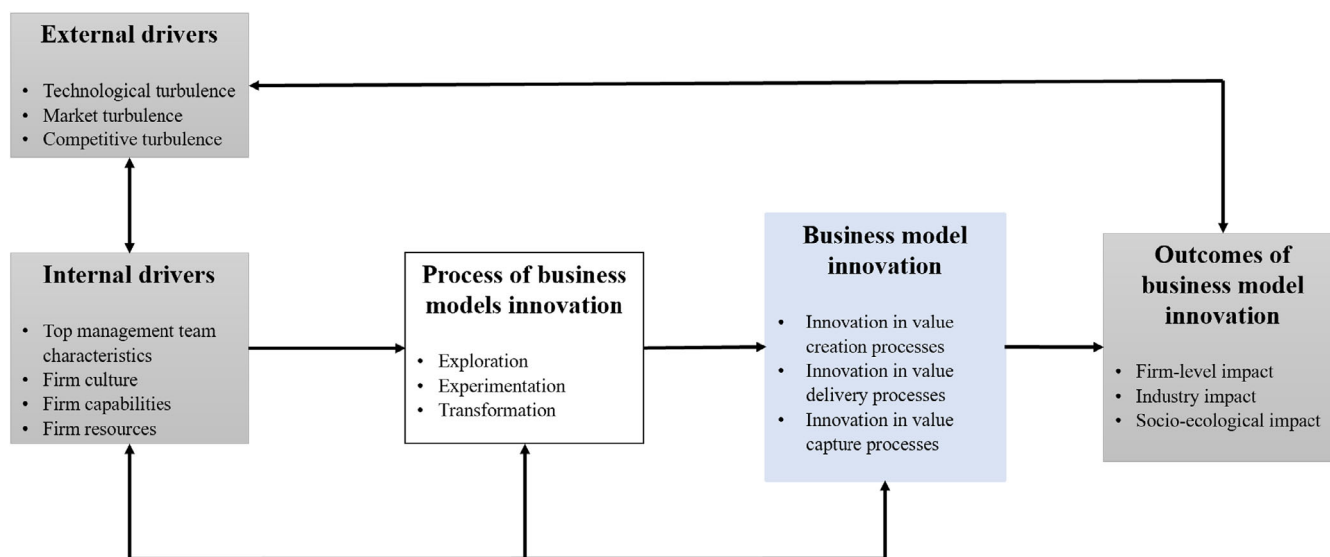 External drivers
• Technological turbulence
• Market turbulence
• Competitive turbulence
Internal drivers
• Top management team
characteristics
• Firm culture
• Firm capabilities
• Firm resources
Process of business
models innovation
• Exploration
• Experimentation
• Transformation
Business model
innovation
• Innovation in value
creation processes
• Innovation in value
delivery processes
• Innovation in value
capture processes
Outcomes of
business model
innovation
• Firm-level impact
• Industry impact
• Socio-ecological impact